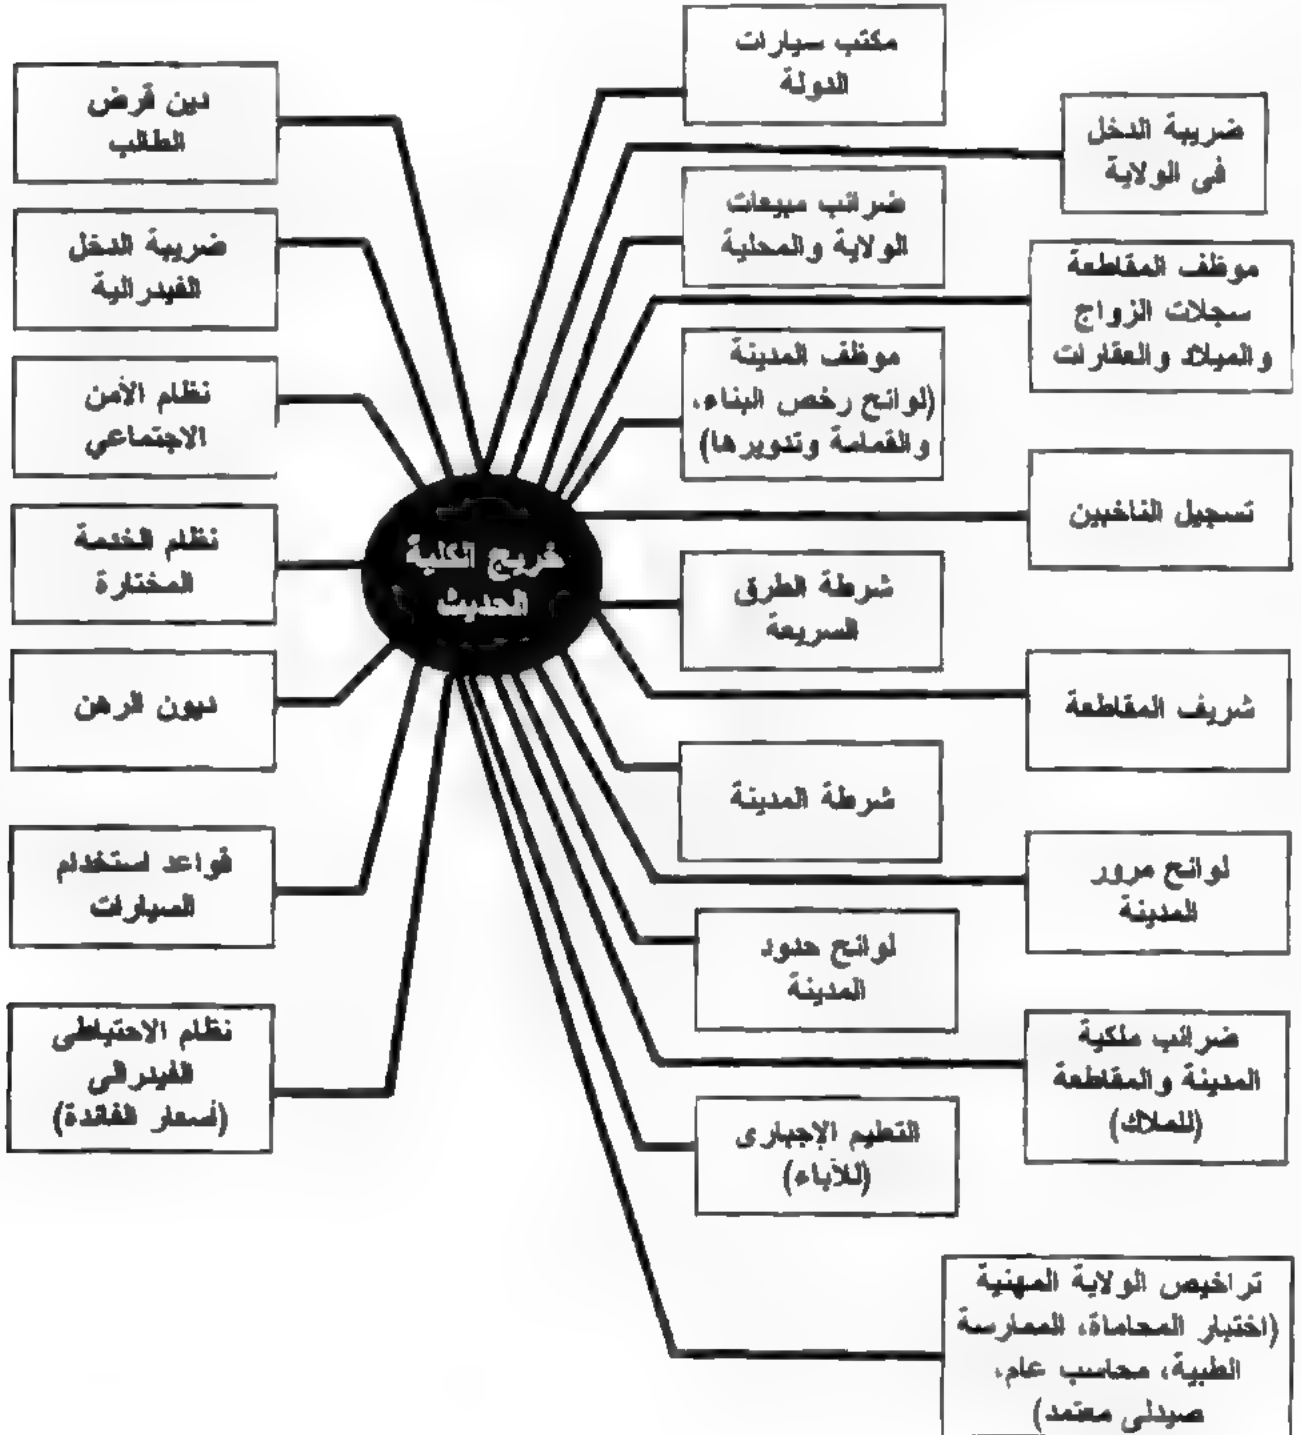 مكتب سيارات
الدولة
ضريبة الدخل
فى الولاية
ضرائب مبيعات
الولاية والمحلية
موظف المقاطعة
سجلات الزواج
والميلاد والعقارات
موظف المدينة
(لوائح رخص البناء،
والقمامة وتدويرها)
تسجيل الناخبين
شرطة الطرق
السريعة
شريف المقاطعة
شرطة المدينة
لوائح مرور
المدينة
لوائح حدود
المدينة
ضرائب ملكية
المدينة والمقاطعة
(للملاك)
التعليم الإجبارى
(للآباء)
تراخيص الولاية المهنية
(اختبار المحاماة، الممارسة
الطبية، محاسب عام،
صيدلى معتمد)
خريج الكلية
الحديث
دين قرض
الطالب
ضريبة الدخل
الفيدرالية
نظام الأمن
الاجتماعي
نظام الخدمة
المختارة
ديون الرهن
قواعد استخدام
السيارات
نظام الاحتياطى
الفيدرالى
(أسعار الفائدة)